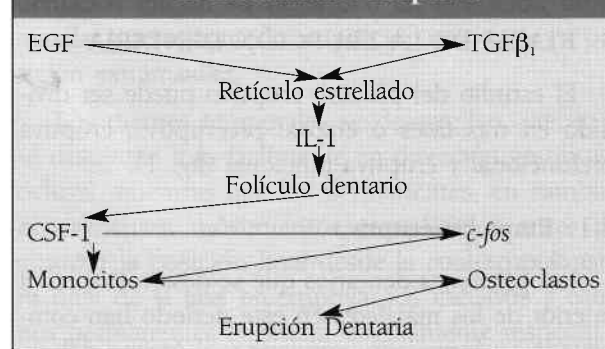 EGF TGFβ₁
Retículo estrellado
IL-1
Folículo dentario
CSF-1 c-fos
Monocitos Osteoclastos
Erupción Dentaria